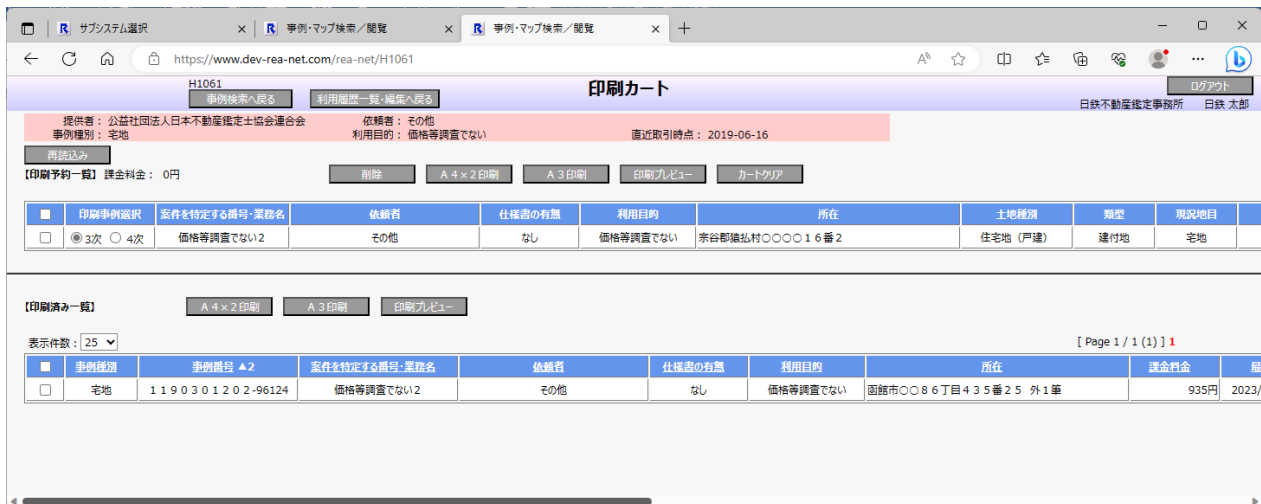 サブシステム選択
事例・マップ検索／閲覧
事例・マップ検索／閲覧
https://www.dev-rea-net.com/rea-net/H1061
H1061
事例検索へ戻る 利用履歴一覧・編集へ戻る 印刷カート ログアウト
日鉄不動産鑑定事務所 日鉄 太郎
提供者： 公益社団法人日本不動産鑑定士協会連合会 依頼者： その他
事例種別： 宅地 利用目的： 価格等調査でない 直近取引時点： 2019-06-16
再読込み
【印刷予約一覧】 課金料金： 0円 削除 Ａ４×２印刷 Ａ３印刷 印刷プレビュー カートクリア
印刷事例選択 案件を特定する番号・業務名 依頼者 仕様書の有無 利用目的 所在 土地種別 類型 現況地目
3次 4次 価格等調査でない2 その他 なし 価格等調査でない 宗谷郡猿払村○○○○１６番２ 住宅地（戸建） 建付地 宅地
【印刷済み一覧】 Ａ４×２印刷 Ａ３印刷 印刷プレビュー
表示件数： 25 [ Page 1 / 1 (1) ] 1
事例種別 事例番号 ▲2 案件を特定する番号・業務名 依頼者 仕様書の有無 利用目的 所在 課金料金
宅地 １１９０３０１２０２-96124 価格等調査でない2 その他 なし 価格等調査でない 函館市○○８６丁目４３５番２５ 外１筆 935円 2023/